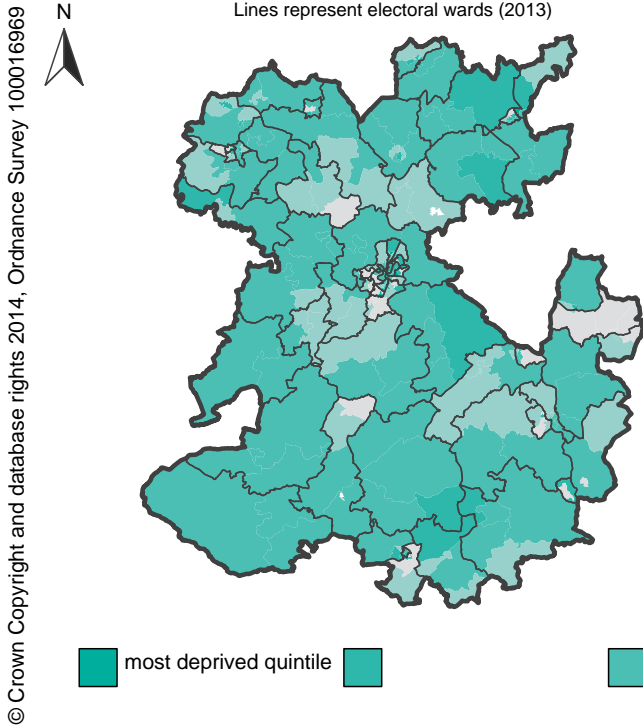 Lines represent electoral wards (2013)
N
© Crown Copyright and database rights 2014, Ordnance Survey 100016969
most deprived quintile